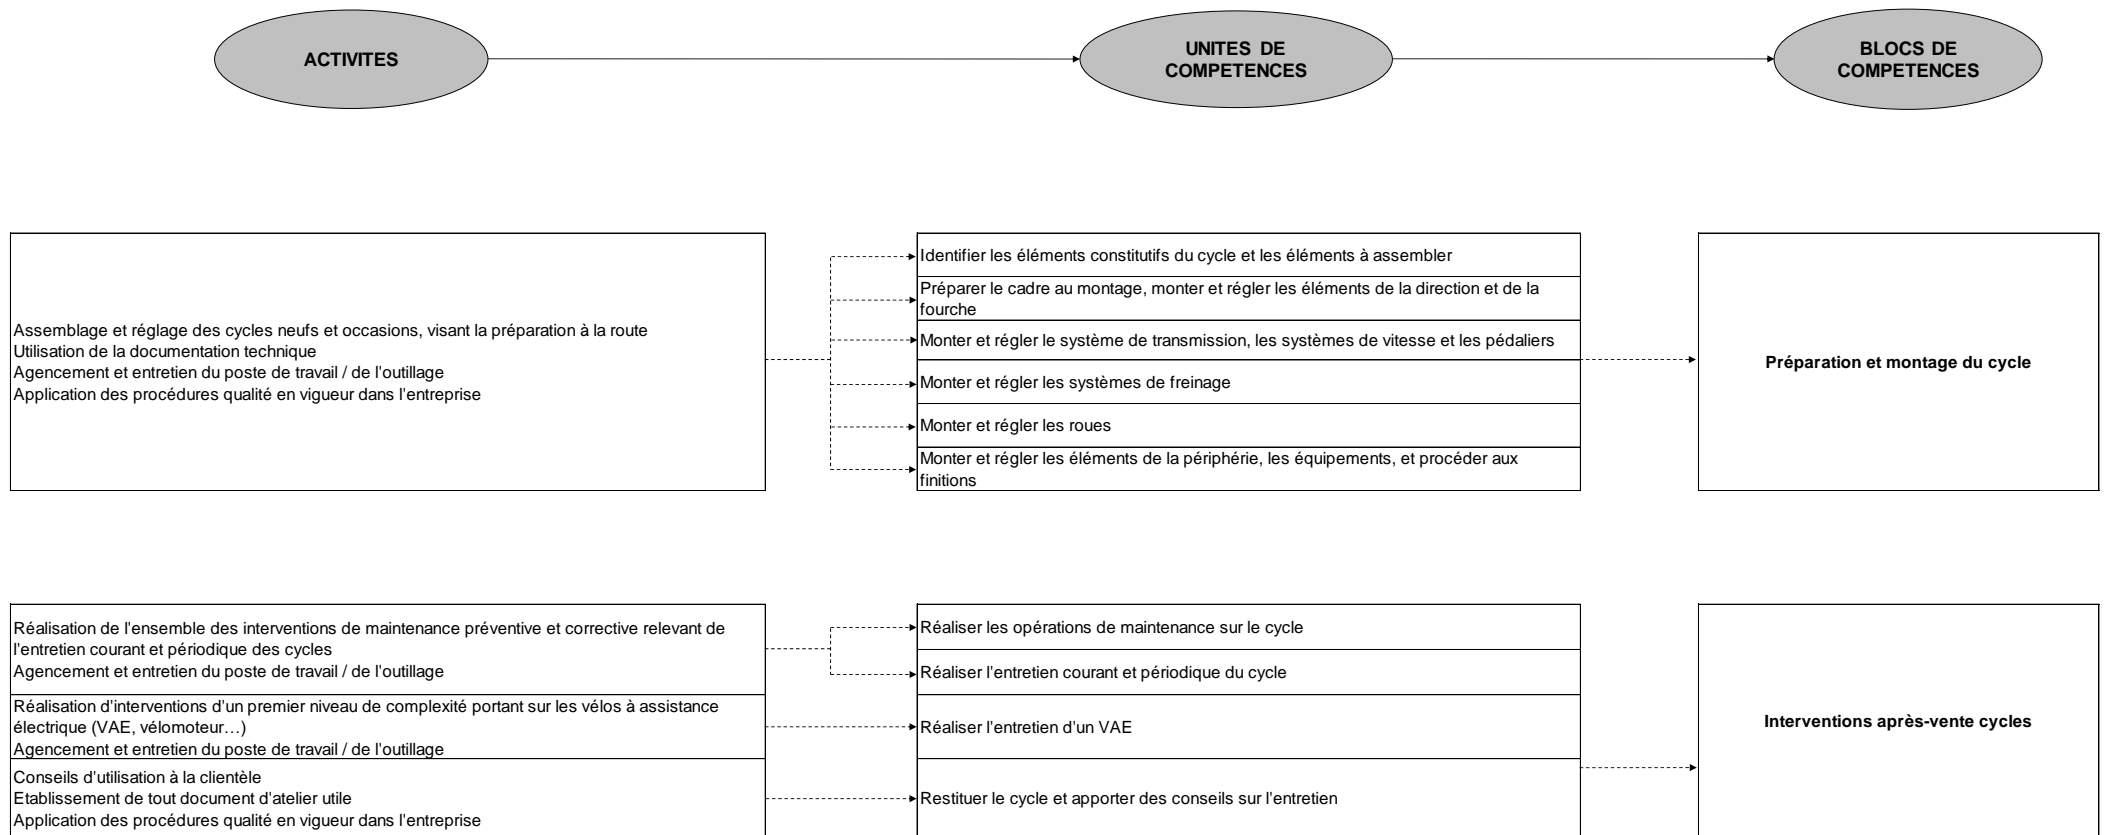 ACTIVITES
UNITES DE
COMPETENCES
BLOCS DE
COMPETENCES
Assemblage et réglage des cycles neufs et occasions, visant la préparation à la route
Utilisation de la documentation technique
Agencement et entretien du poste de travail / de l'outillage
Application des procédures qualité en vigueur dans l'entreprise
Identifier les éléments constitutifs du cycle et les éléments à assembler
Préparer le cadre au montage, monter et régler les éléments de la direction et de la
fourche
Monter et régler le système de transmission, les systèmes de vitesse et les pédaliers
Monter et régler les systèmes de freinage
Monter et régler les roues
Monter et régler les éléments de la périphérie, les équipements, et procéder aux
finitions
Préparation et montage du cycle
Réalisation de l'ensemble des interventions de maintenance préventive et corrective relevant de
l'entretien courant et périodique des cycles
Agencement et entretien du poste de travail / de l'outillage
Réalisation d'interventions d'un premier niveau de complexité portant sur les vélos à assistance
électrique (VAE, vélomoteur…)
Agencement et entretien du poste de travail / de l'outillage
Conseils d'utilisation à la clientèle
Etablissement de tout document d'atelier utile
Application des procédures qualité en vigueur dans l'entreprise
Réaliser les opérations de maintenance sur le cycle
Réaliser l'entretien courant et périodique du cycle
Réaliser l'entretien d'un VAE
Restituer le cycle et apporter des conseils sur l'entretien
Interventions après-vente cycles